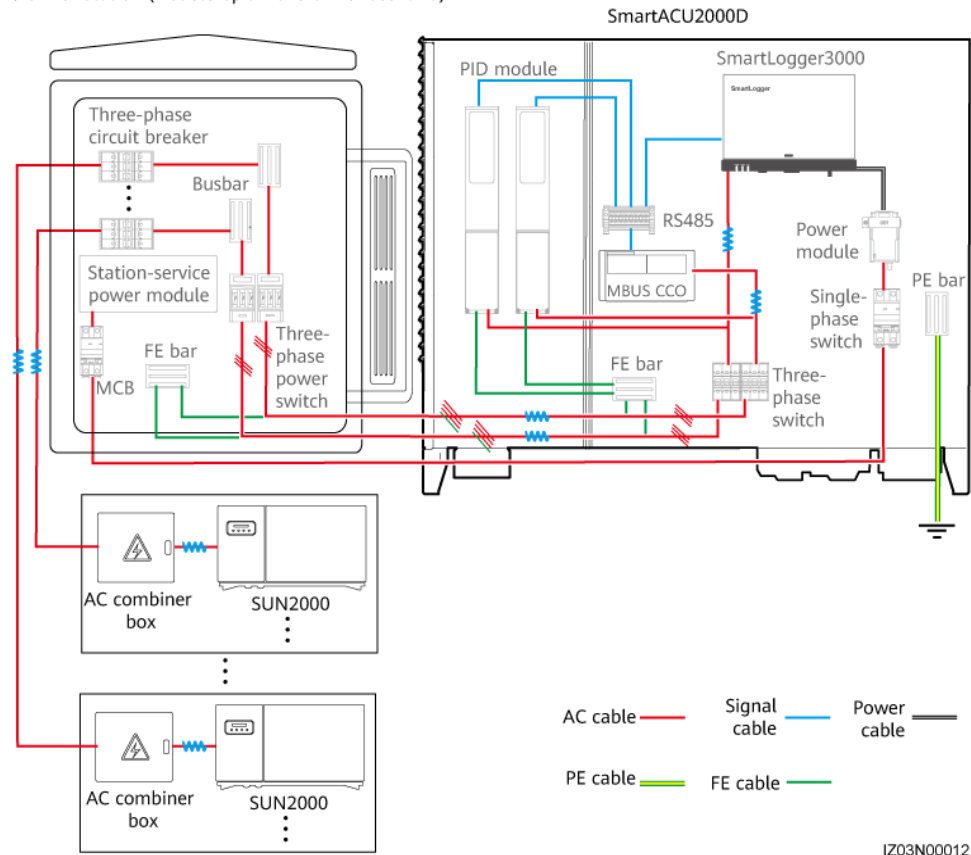 SmartACU2000D
PID module
SmartLogger3000
SmartLogger
Three-phase
circuit breaker
Busbar
RS485
Power
module
Station-service
power module
MBUS CCO
PE bar
Single-
phase
switch
FE bar
Three-
phase
power
switch
MCB
FE bar
Three-
phase
switch
AC combiner
box
SUN2000
AC cable
Signal
cable
Power
cable
PE cable
FE cable
AC combiner
box
SUN2000
IZ03N00012